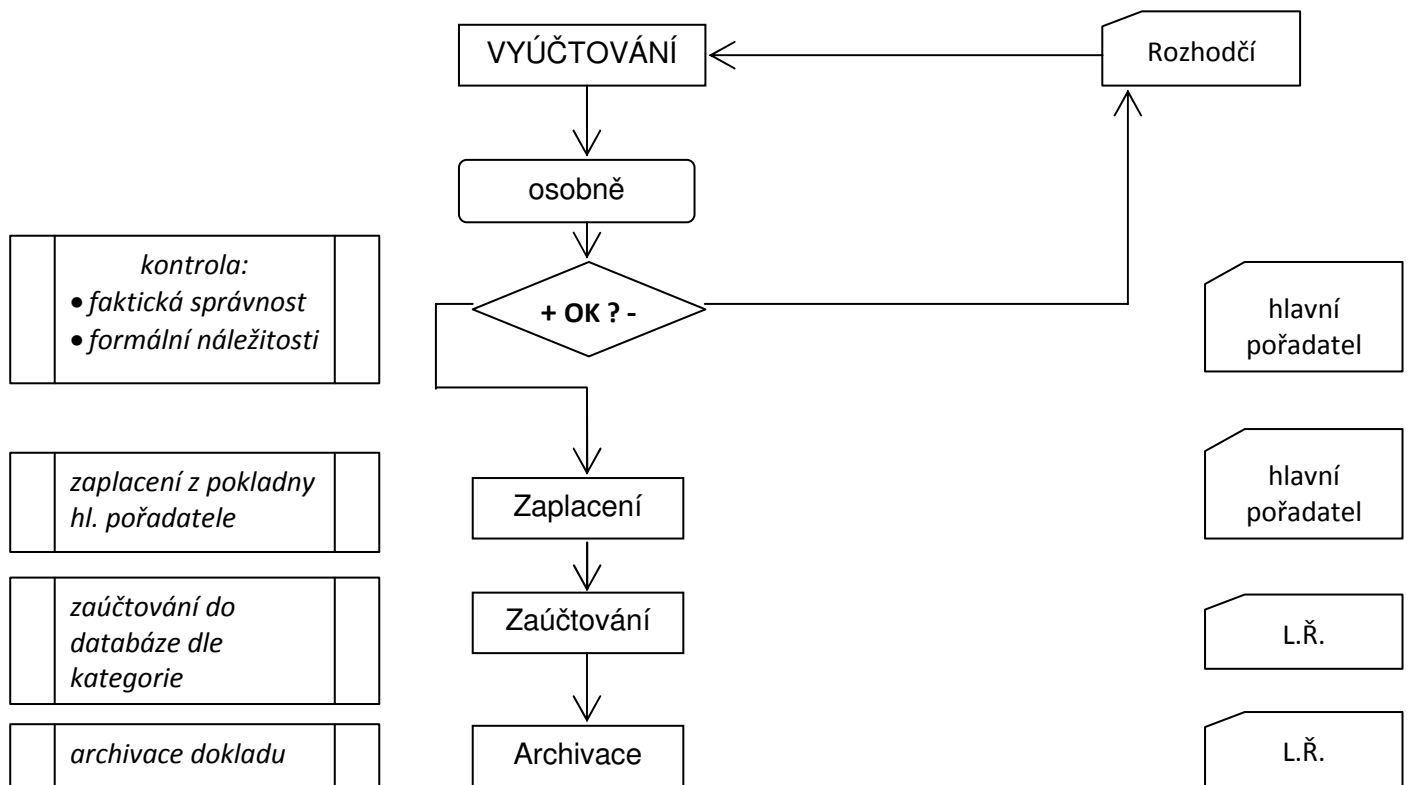 VYÚČTOVÁNÍ
Rozhodčí
osobně
kontrola:
• faktická správnost
• formální náležitosti
+ OK ? -
hlavní
pořadatel
zaplacení z pokladny
hl. pořadatele
Zaplacení
hlavní
pořadatel
zaúčtování do
databáze dle
kategorie
Zaúčtování
L.Ř.
archivace dokladu
Archivace
L.Ř.